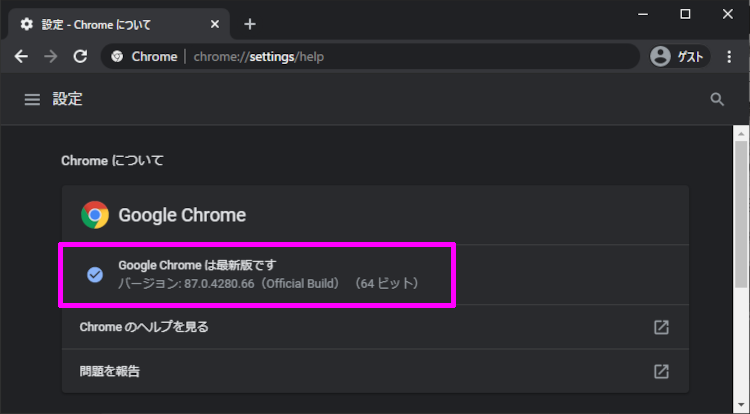 設定 - Chrome について
Chrome | chrome://settings/help
ゲスト
設定
Chrome について
Google Chrome
Google Chrome は最新版です
バージョン: 87.0.4280.66（Official Build） （64 ビット）
Chrome のヘルプを見る
問題を報告